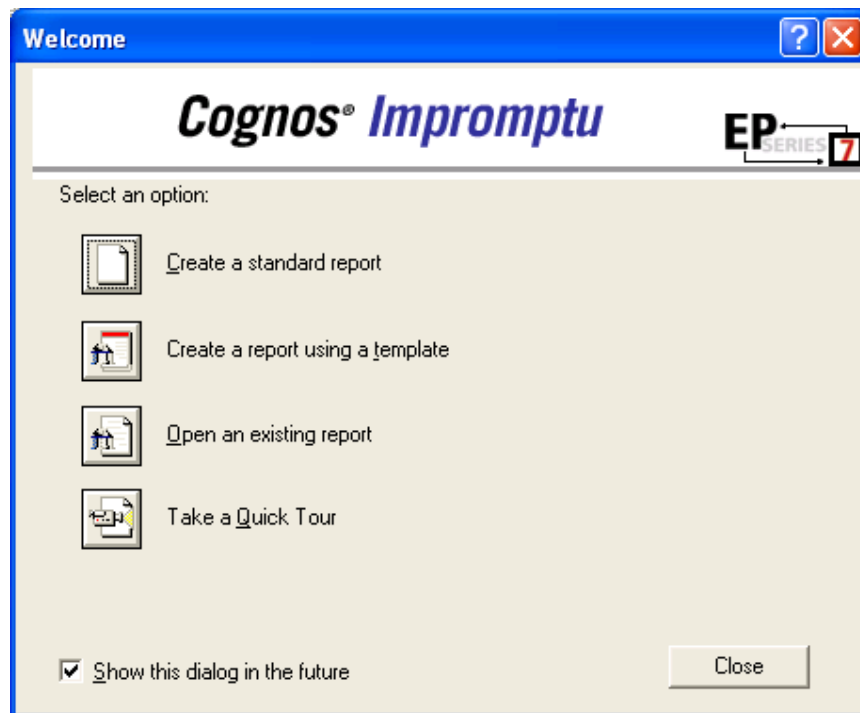 Welcome
Cognos® Impromptu
EP
SERIES 7
Select an option:
Create a standard report
Create a report using a template
Open an existing report
Take a Quick Tour
Show this dialog in the future
Close